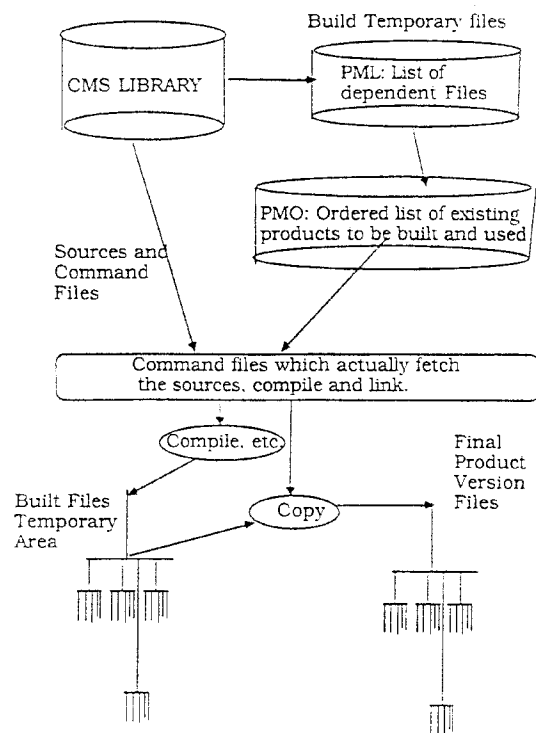 Build Temporary files
CMS LIBRARY
PML: List of
dependent Files
PMO: Ordered list of existing
products to be built and used
Sources and
Command
Files
Command files which actually fetch
the sources, compile and link.
Compile, etc.
Final
Product
Version
Files
Built Files
Temporary
Area
Copy